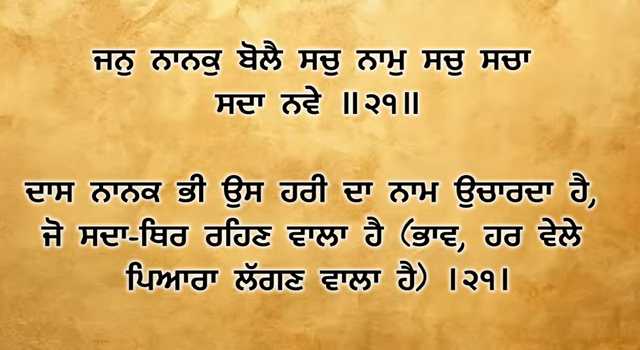 ਜਨੁ ਨਾਨਕੁ ਬੋਲੈ ਸਚੁ ਨਾਮੁ ਸਚੁ ਸਚਾ
ਸਦਾ ਨਵੇ ॥੨੧॥
ਦਾਸ ਨਾਨਕ ਭੀ ਉਸ ਹਰੀ ਦਾ ਨਾਮ ਉਚਾਰਦਾ ਹੈ,
ਜੋ ਸਦਾ-ਥਿਰ ਰਹਿਣ ਵਾਲਾ ਹੈ (ਭਾਵ, ਹਰ ਵੇਲੇ
ਪਿਆਰਾ ਲੱਗਣ ਵਾਲਾ ਹੈ) ।੨੧।